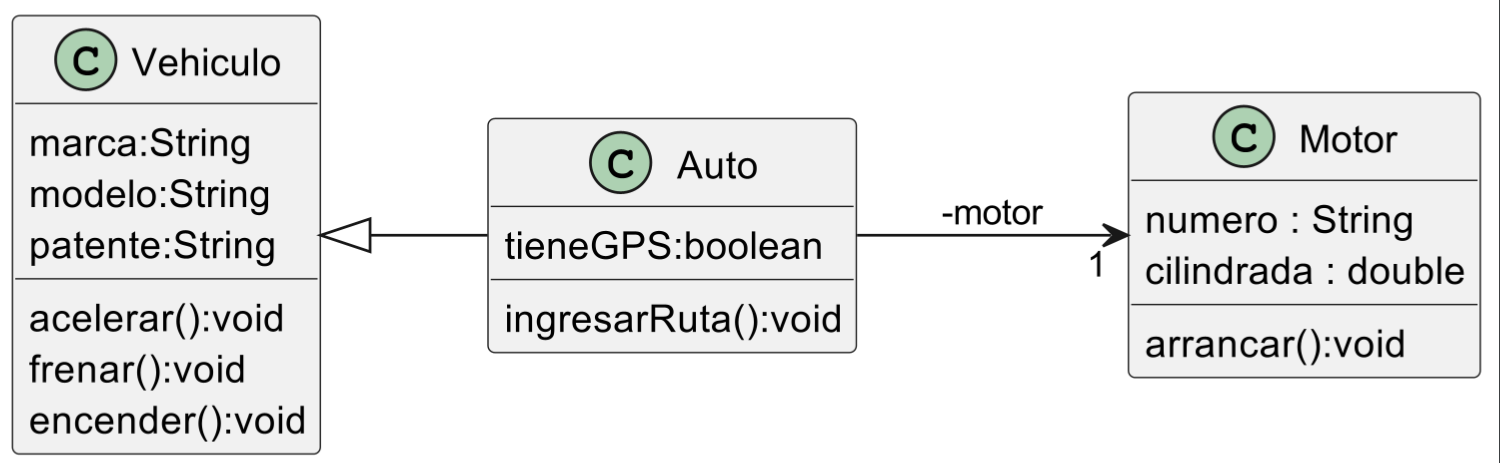 C Vehiculo
marca:String
modelo:String
patente:String
acelerar():void
frenar():void
encender():void
C Auto
tieneGPS:boolean
ingresarRuta():void
-motor
1
C Motor
numero : String
cilindrada : double
arrancar():void